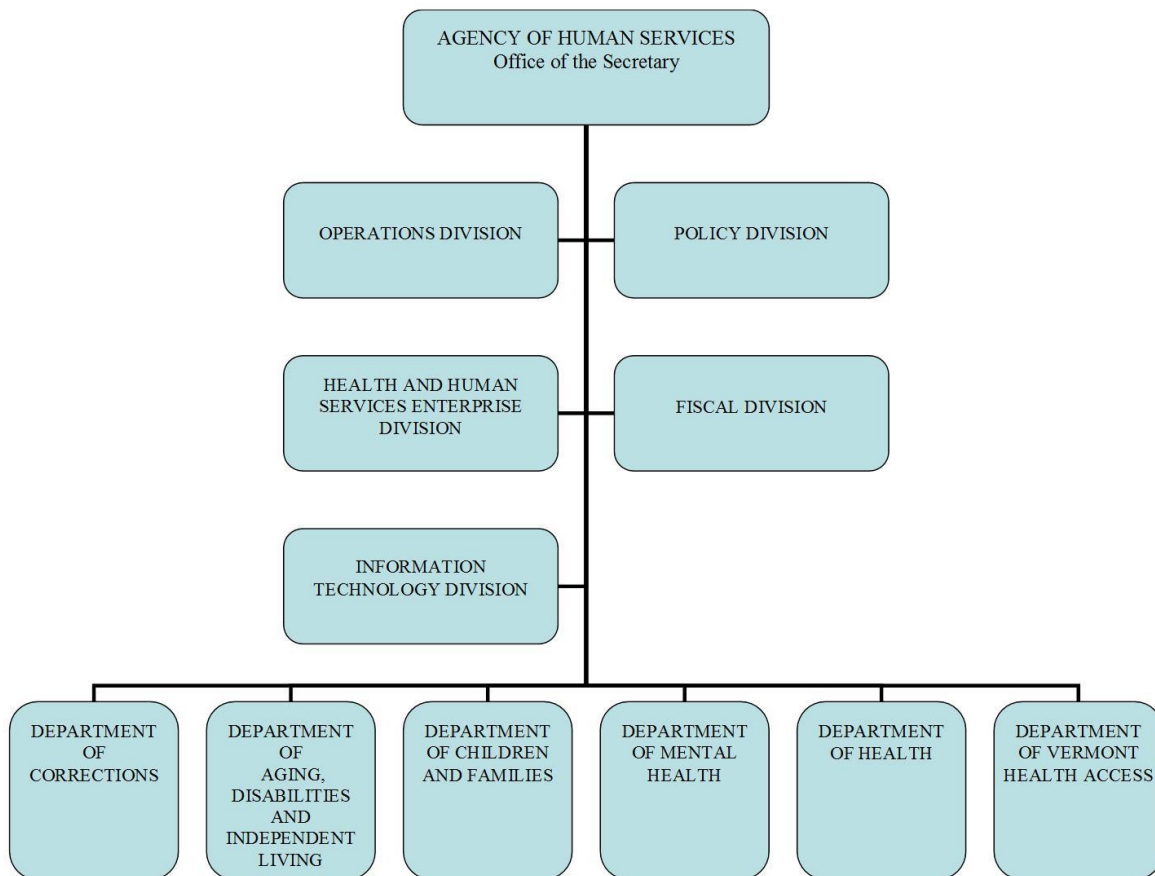 AGENCY OF HUMAN SERVICES
Office of the Secretary
OPERATIONS DIVISION
POLICY DIVISION
HEALTH AND HUMAN
SERVICES ENTERPRISE
DIVISION
FISCAL DIVISION
INFORMATION
TECHNOLOGY DIVISION
DEPARTMENT
OF
CORRECTIONS
DEPARTMENT
OF
AGING,
DISABILITIES
AND
INDEPENDENT
LIVING
DEPARTMENT
OF CHILDREN
AND FAMILIES
DEPARTMENT
OF MENTAL
HEALTH
DEPARTMENT
OF HEALTH
DEPARTMENT
OF VERMONT
HEALTH ACCESS